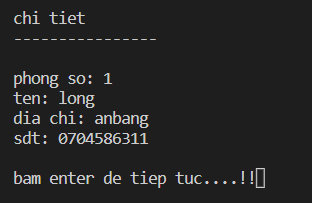 chi tiet
----------------
phong so: 1
ten: long
dia chi: anbang
sdt: 0704586311
bam enter de tiep tuc....!!